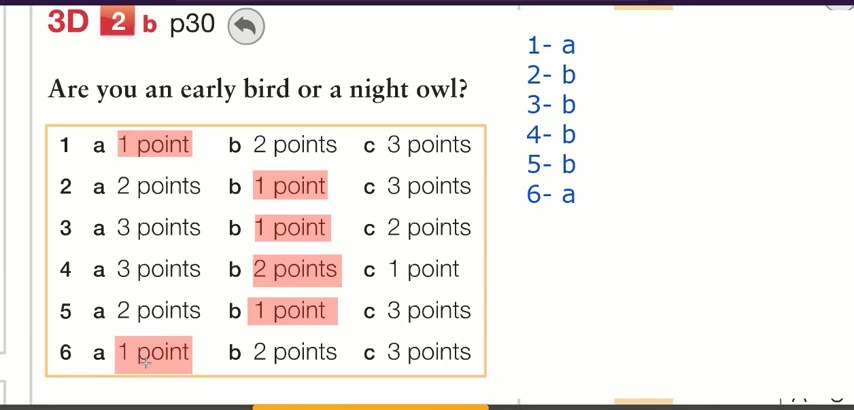 3D 2 b p30
Are you an early bird or a night owl?
1 a 1 point b 2 points c 3 points
2 a 2 points b 1 point c 3 points
3 a 3 points b 1 point c 2 points
4 a 3 points b 2 points c 1 point
5 a 2 points b 1 point c 3 points
6 a 1 point b 2 points c 3 points
1- a
2- b
3- b
4- b
5- b
6- a